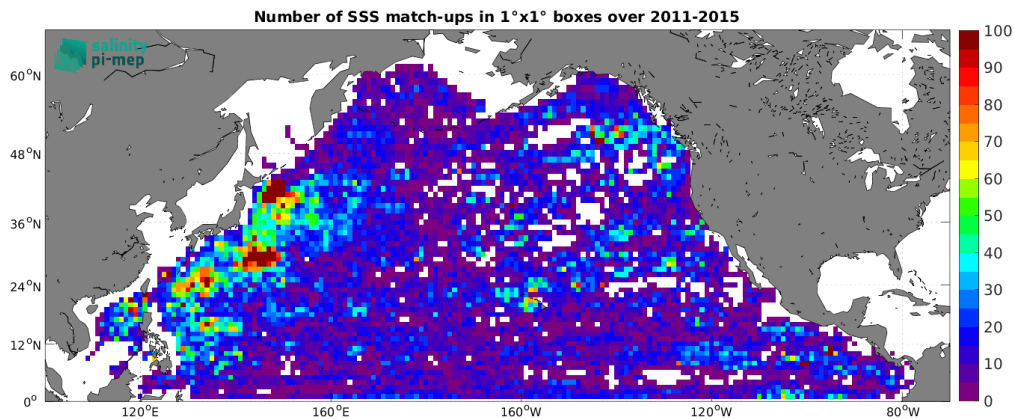 Number of SSS match-ups in 1°x1° boxes over 2011-2015
salinity
pi-mep
60°N
48°N
36°N
24°N
12°N
0°
120°E
160°E
160°W
120°W
80°W
100
90
80
70
60
50
40
30
20
10
0